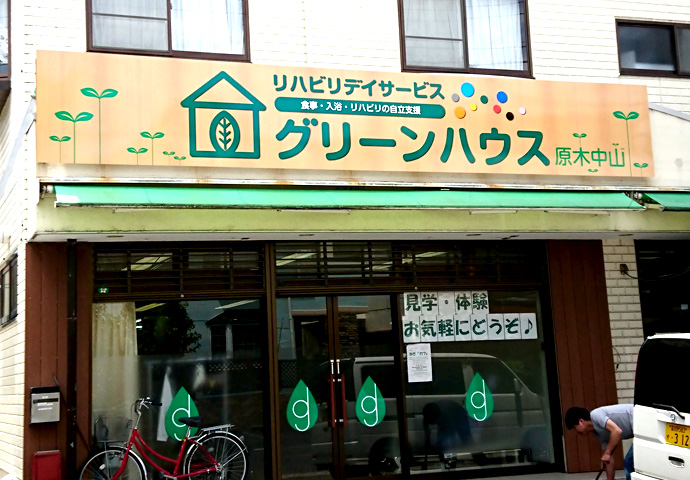 リハビリデイサービス
食事・入浴・リハビリの自立支援
グリーンハウス 原木中山
見学・体験
お気軽にどうぞ♪
g g g g
312